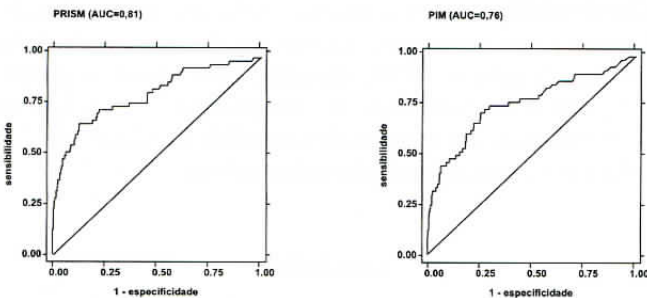 PRISM (AUC=0,81)
1.00
0.75
0.50
0.25
0.00
sensibilidade
0.00 0.25 0.50 0.75 1.00
1 - especificidade
PIM (AUC=0,76)
1.00
0.75
0.50
0.25
0.00
sensibilidade
0.00 0.25 0.50 0.75 1.00
1 - especificidade